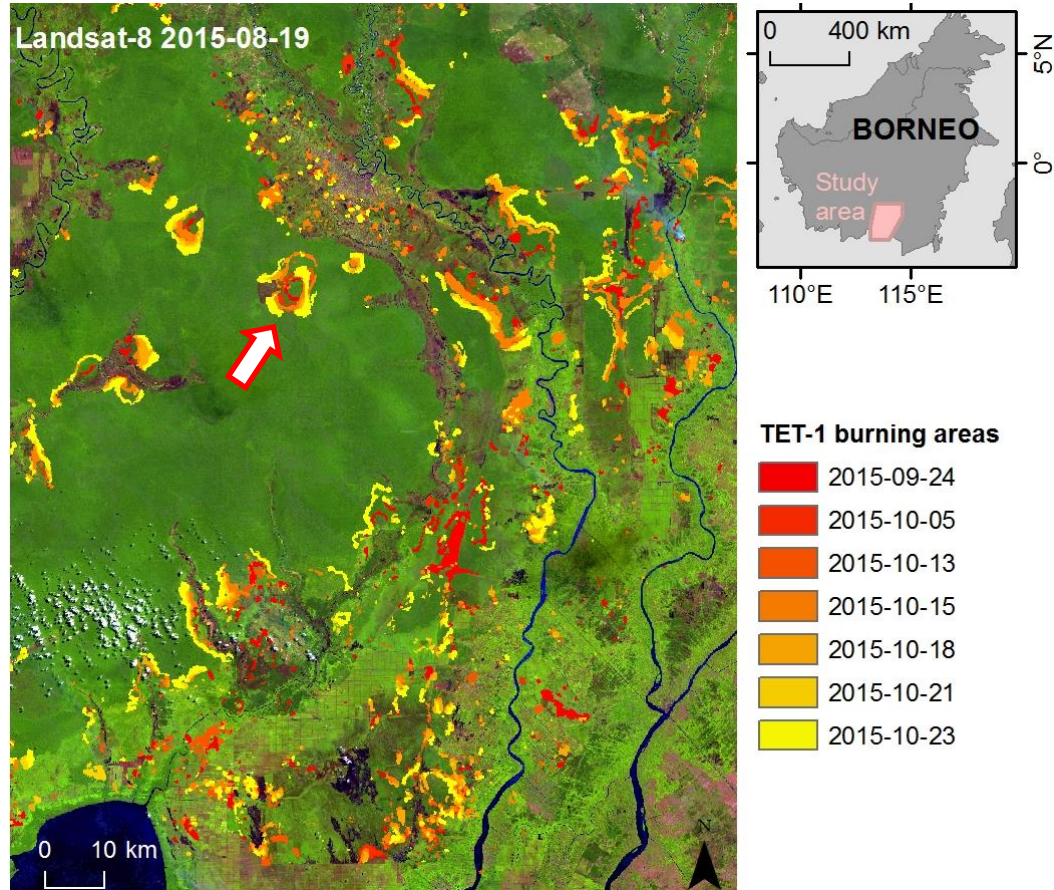 Landsat-8 2015-08-19
0 10 km
N
0 400 km
BORNEO
Study
area
5°N
0°
110°E 115°E
TET-1 burning areas
2015-09-24
2015-10-05
2015-10-13
2015-10-15
2015-10-18
2015-10-21
2015-10-23